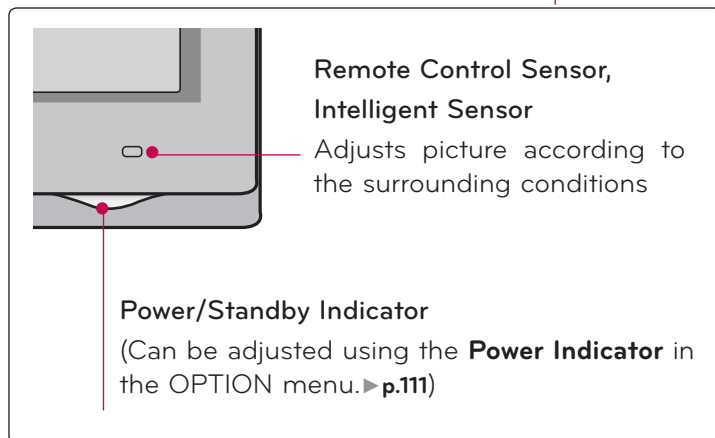 Remote Control Sensor,
Intelligent Sensor
Adjusts picture according to
the surrounding conditions
Power/Standby Indicator
(Can be adjusted using the Power Indicator in
the OPTION menu.►p.111)